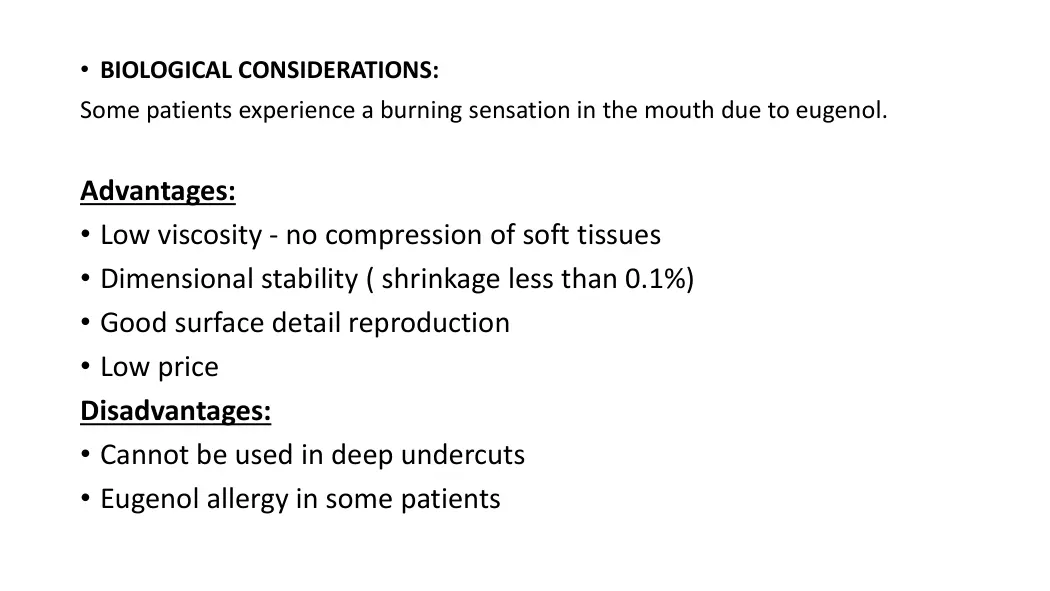 • BIOLOGICAL CONSIDERATIONS:
Some patients experience a burning sensation in the mouth due to eugenol.
Advantages:
• Low viscosity - no compression of soft tissues
• Dimensional stability ( shrinkage less than 0.1%)
• Good surface detail reproduction
• Low price
Disadvantages:
• Cannot be used in deep undercuts
• Eugenol allergy in some patients